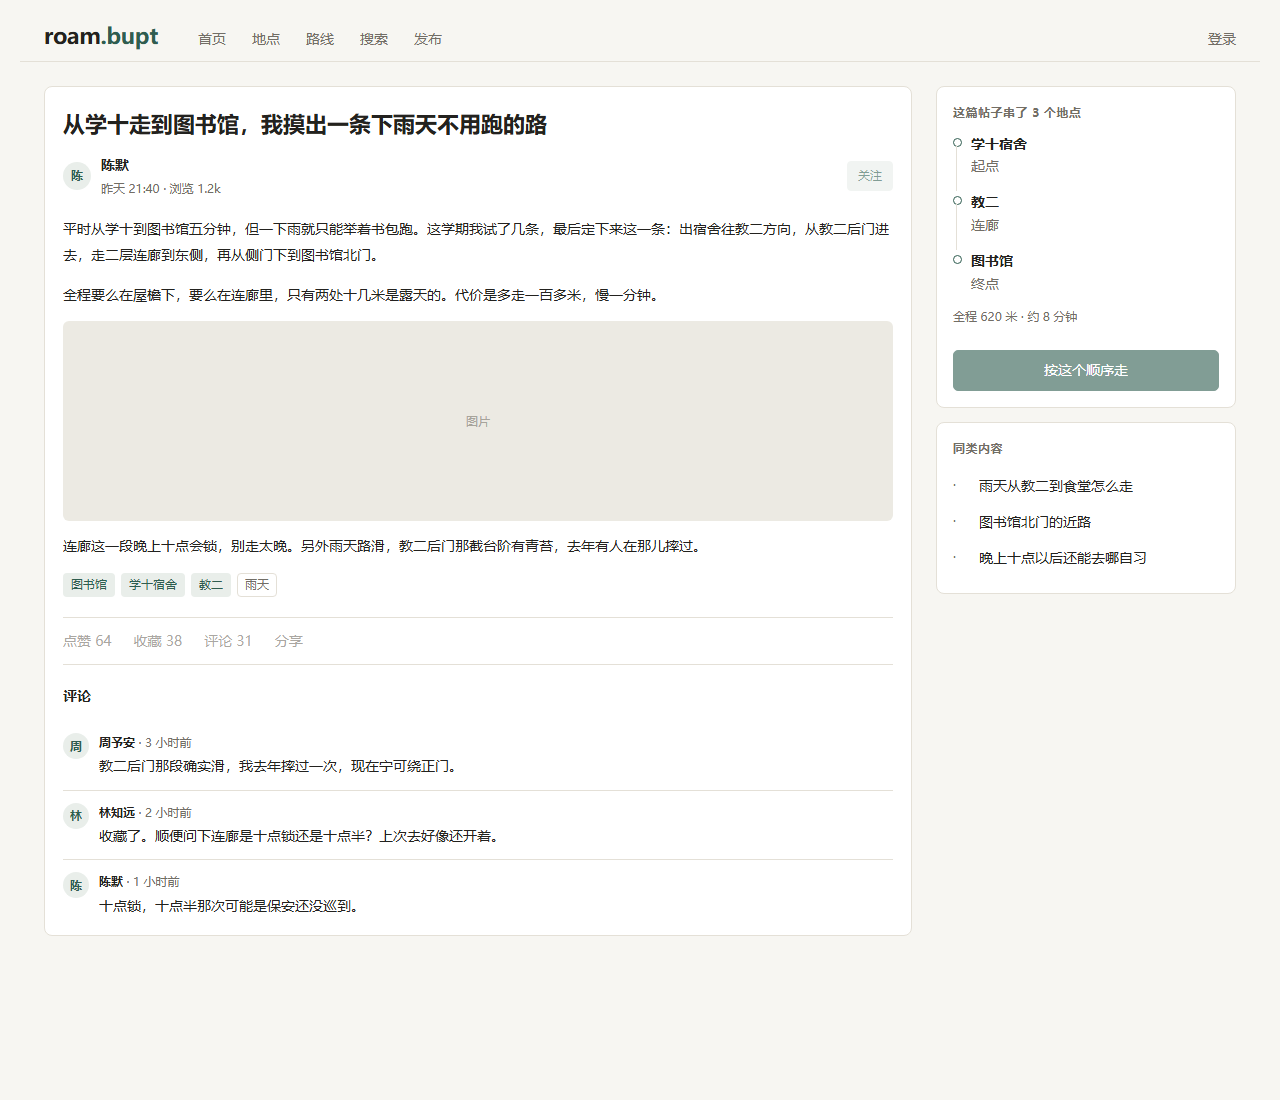 roam.bupt
首页
地点
路线
搜索
发布
登录
从学十走到图书馆，我摸出一条下雨天不用跑的路
陈
陈默
昨天 21:40 · 浏览 1.2k
关注
平时从学十到图书馆五分钟，但一下雨就只能举着书包跑。这学期我试了几条，最后定下来这一条：出宿舍往教二方向，从教二后门进
去，走二层连廊到东侧，再从侧门下到图书馆北门。
全程要么在屋檐下，要么在连廊里，只有两处十几米是露天的。代价是多走一百多米，慢一分钟。
图片
连廊这一段晚上十点会锁，别走太晚。另外雨天路滑，教二后门那截台阶有青苔，去年有人在那儿摔过。
图书馆
学十宿舍
教二
雨天
点赞 64
收藏 38
评论 31
分享
评论
周
周予安 · 3 小时前
教二后门那段确实滑，我去年摔过一次，现在宁可绕正门。
林
林知远 · 2 小时前
收藏了。顺便问下连廊是十点锁还是十点半？上次去好像还开着。
陈
陈默 · 1 小时前
十点锁，十点半那次可能是保安还没巡到。
这篇帖子串了 3 个地点
学十宿舍
起点
教二
连廊
图书馆
终点
全程 620 米 · 约 8 分钟
按这个顺序走
同类内容
· 雨天从教二到食堂怎么走
· 图书馆北门的近路
· 晚上十点以后还能去哪自习